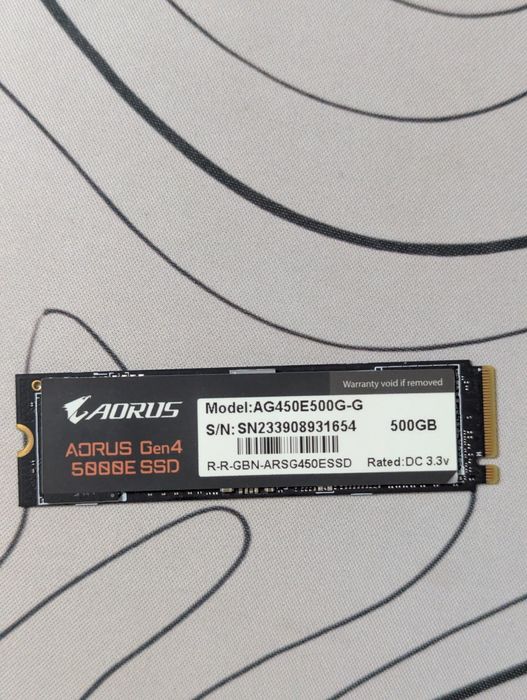 Warranty void if removed
AORUS
AORUS Gen4
5000E SSD
Model:AG450E500G-G
S/N: SN233908931654
500GB
R-R-GBN-ARSG450ESSD
Rated:DC 3.3v